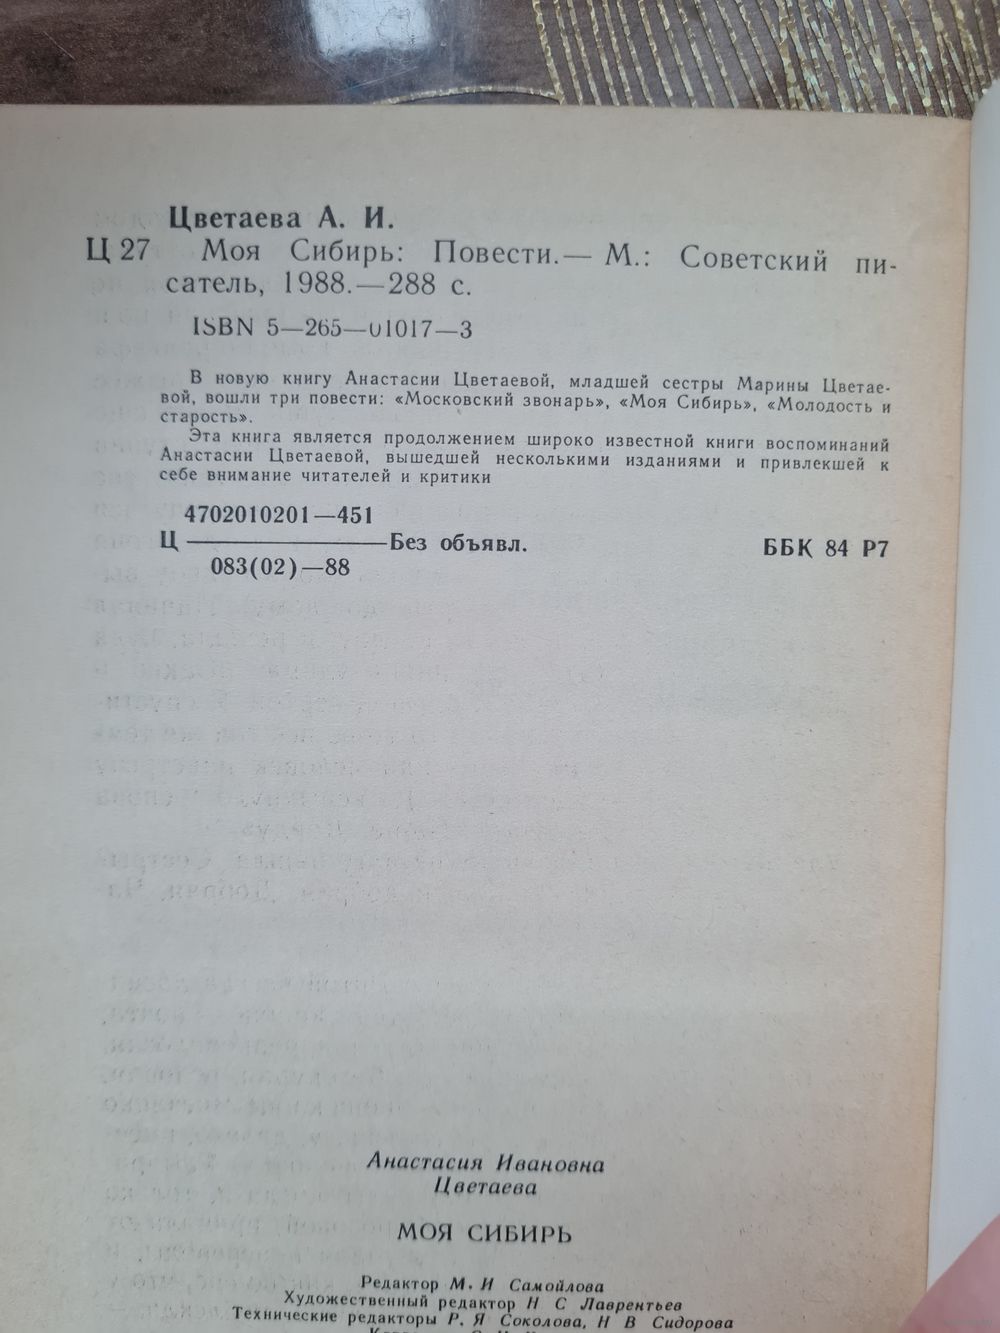 Цветаева А. И.
Ц 27 Моя Сибирь: Повести.— М.: Советский пи-
сатель, 1988.—288 с.
ISBN 5—265—01017—3
В новую книгу Анастасии Цветаевой, младшей сестры Марины Цветае-
вой, вошли три повести: «Московский звонарь», «Моя Сибирь», «Молодость и
старость».
Эта книга является продолжением широко известной книги воспоминаний
Анастасии Цветаевой, вышедшей несколькими изданиями и привлекшей к
себе внимание читателей и критики
4702010201—451
Ц ————— Без объявл. ББК 84 Р7
083(02)—88
Анастасия Ивановна
Цветаева
МОЯ СИБИРЬ
Редактор М. И Самойлова
Художественный редактор Н С Лаврентьев
Технические редакторы Р. Я Соколова, Н В Сидорова